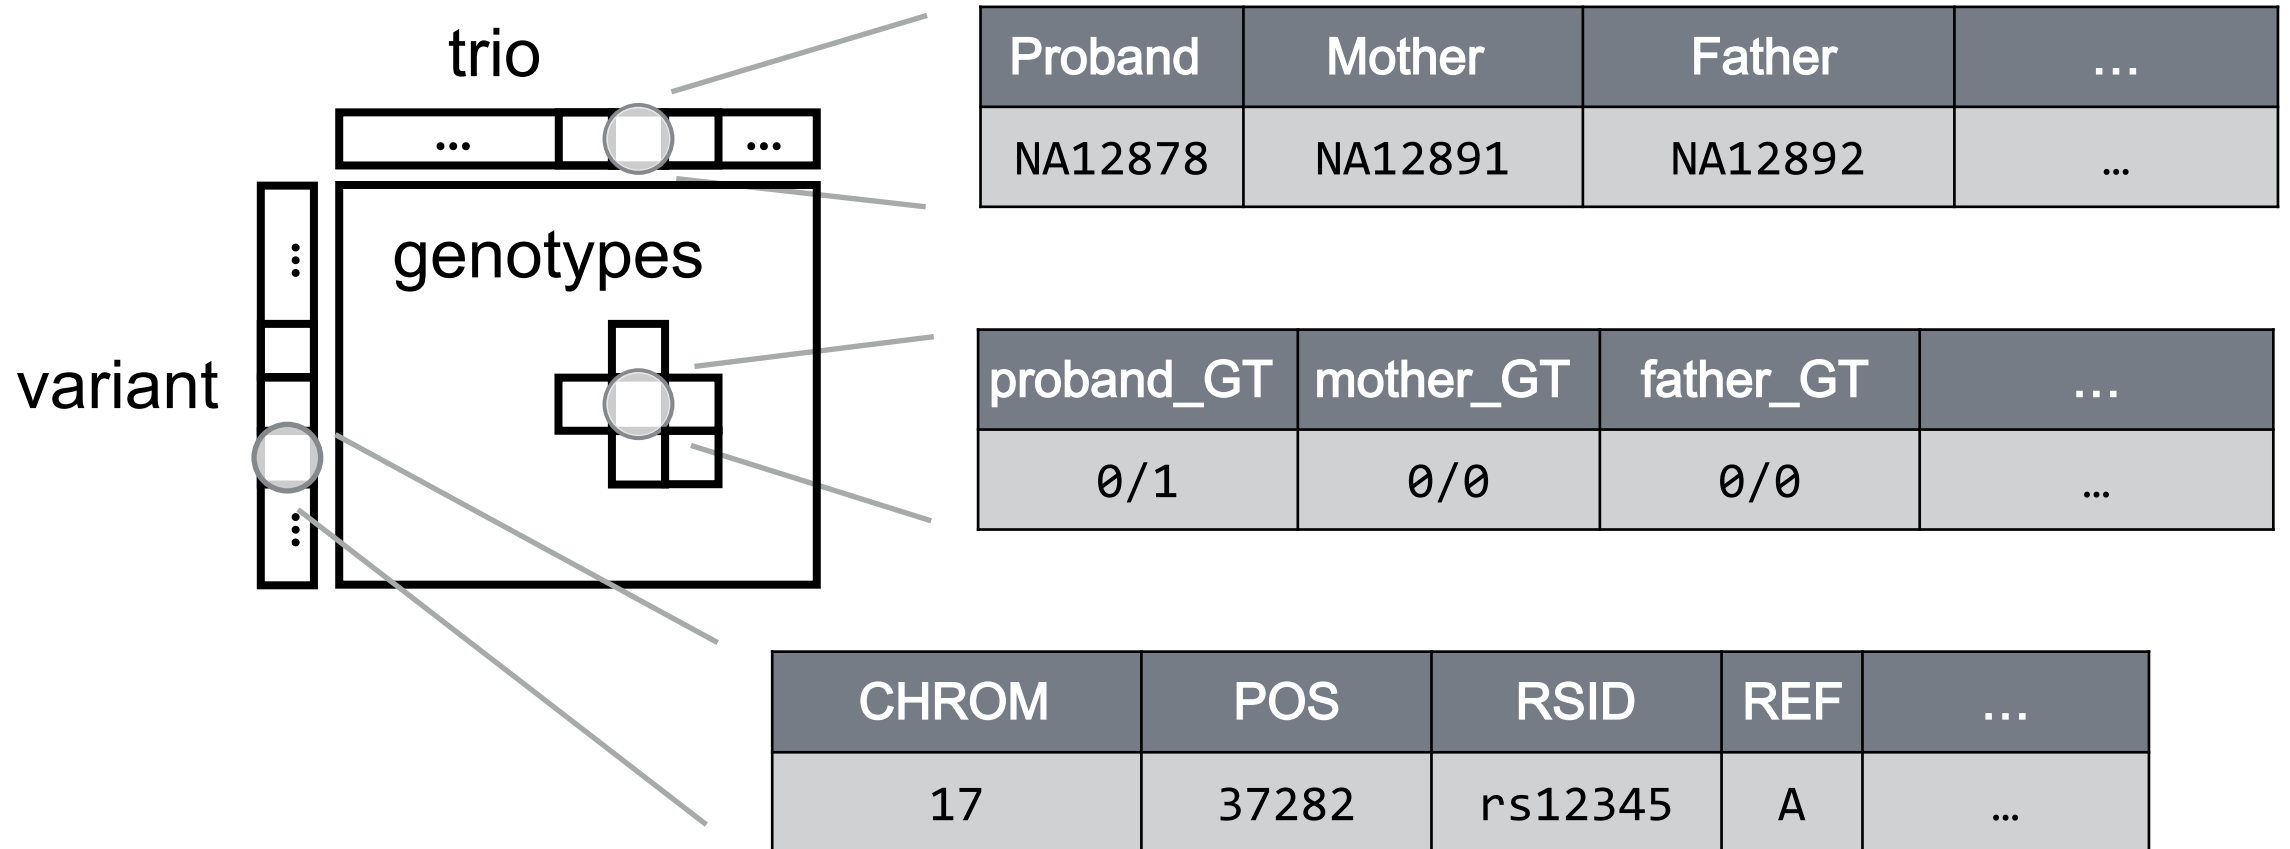 trio
... ...
genotypes
variant
...
...
Proband Mother Father ...
NA12878 NA12891 NA12892 ...
proband_GT mother_GT father_GT ...
0/1 0/0 0/0 ...
CHROM POS RSID REF ...
17 37282 rs12345 A ...